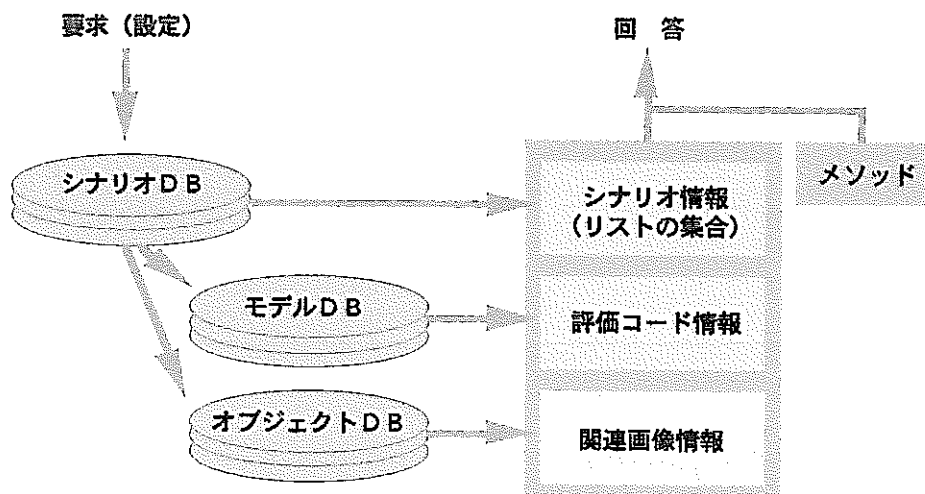 要求（設定）
回 答
シナリオDB
シナリオ情報
（リストの集合）
メソッド
モデルDB
評価コード情報
オブジェクトDB
関連画像情報